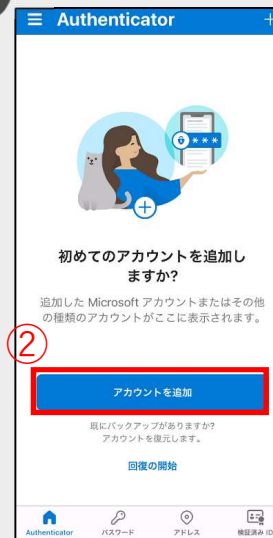 Authenticator
***
初めてのアカウントを追加し
ますか?
追加した Microsoft アカウントまたはその他
の種類のアカウントがここに表示されます。
②
アカウントを追加
既にバックアップがありますか?
アカウントを復元します。
回復の開始
Authenticator パスワード アドレス 検証済み ID